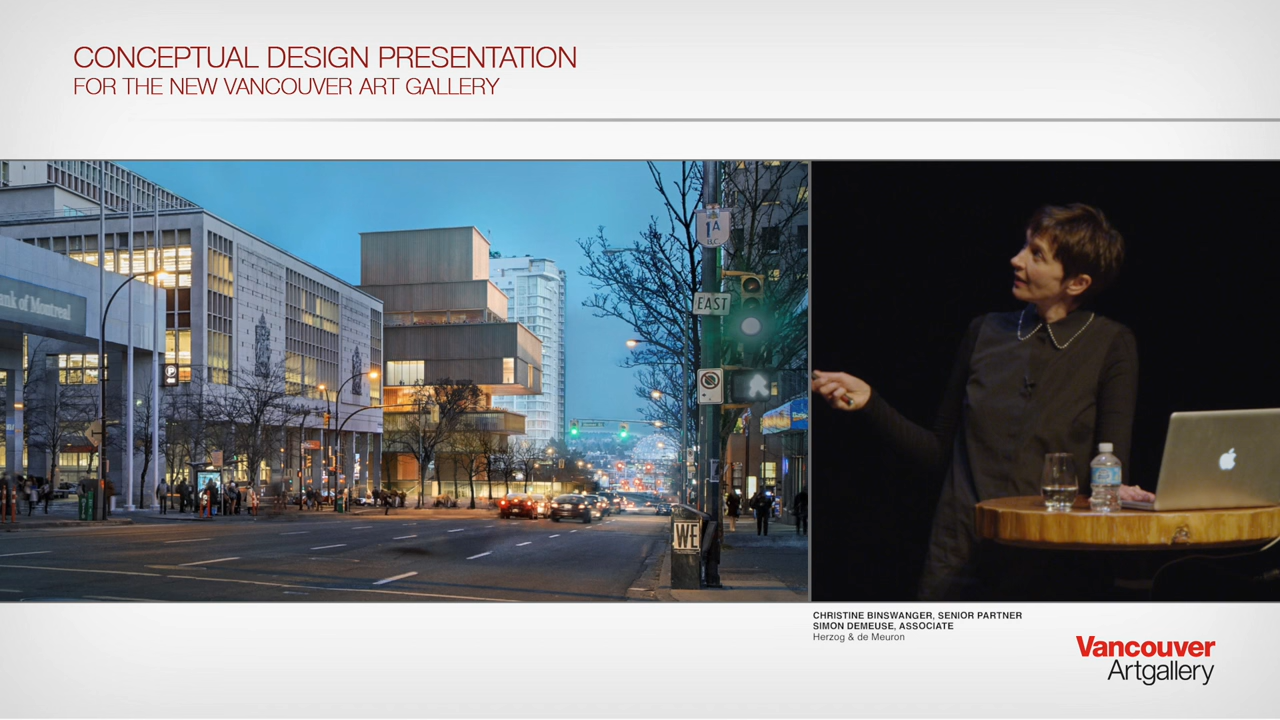 CONCEPTUAL DESIGN PRESENTATION
FOR THE NEW VANCOUVER ART GALLERY
Bank of Montreal
P
1A
B.C.
EAST
WE
CHRISTINE BINSWANGER, SENIOR PARTNER
SIMON DEMEUSE, ASSOCIATE
Herzog & de Meuron
Vancouver
Artgallery